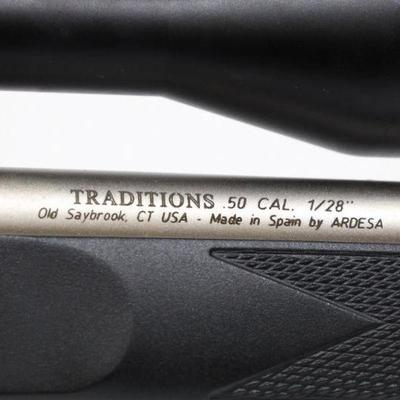 TRADITIONS .50 CAL. 1/28"
Old Saybrook, CT USA - Made in Spain by ARDESA